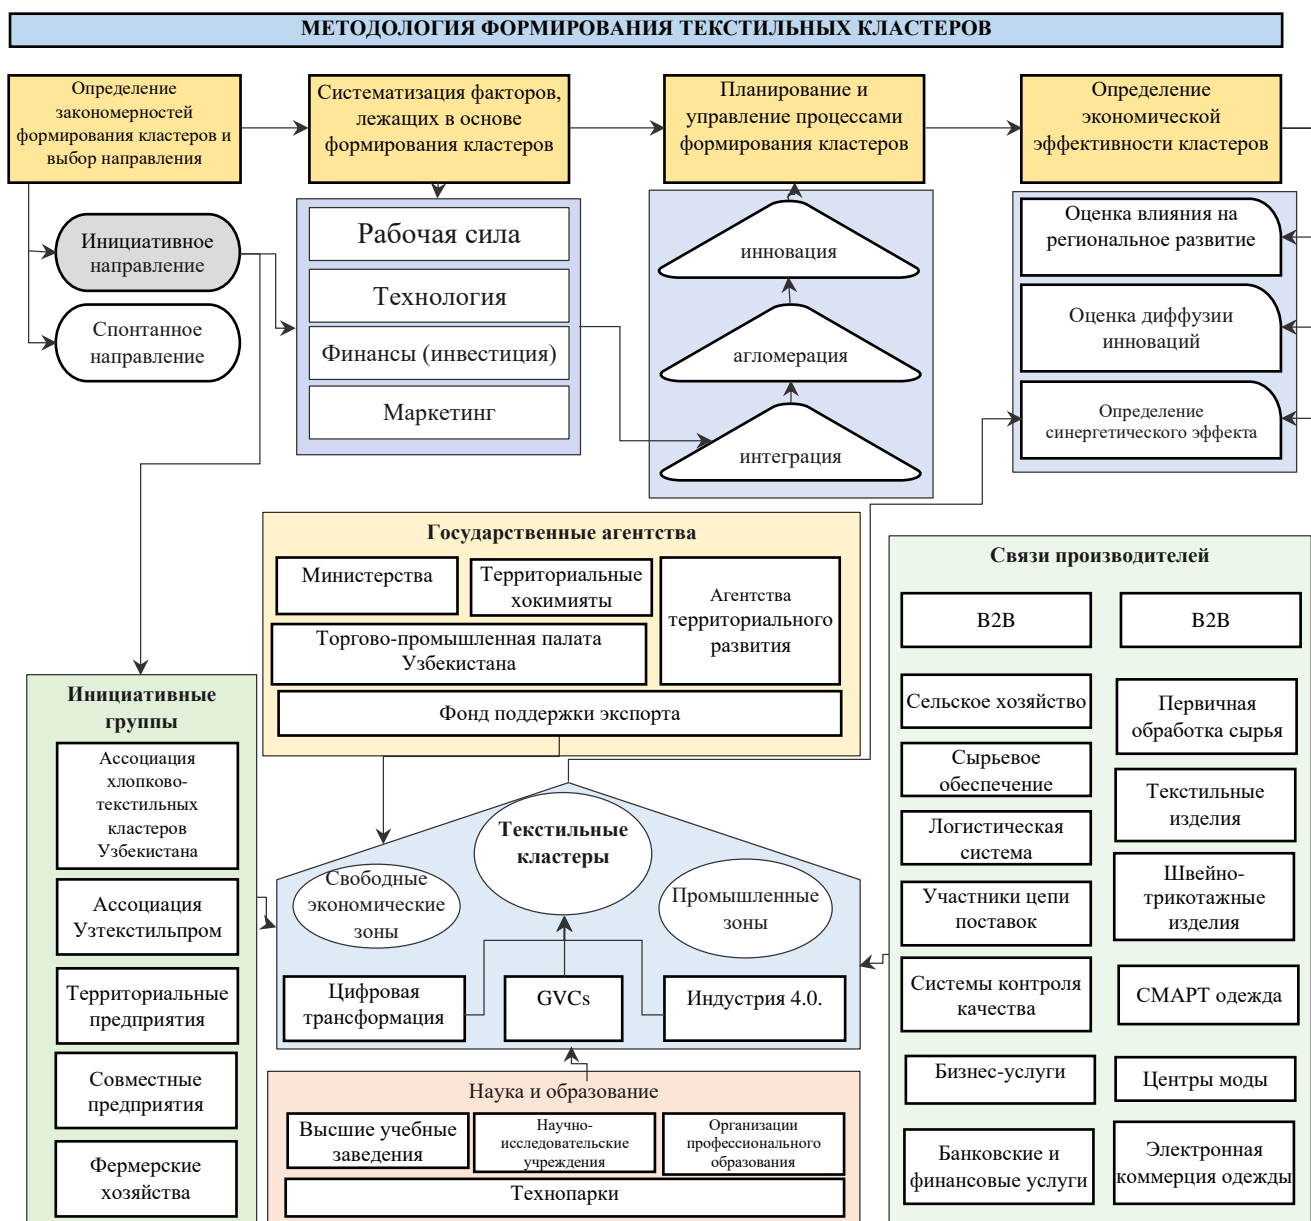 МЕТОДОЛОГИЯ ФОРМИРОВАНИЯ ТЕКСТИЛЬНЫХ КЛАСТЕРОВ
Определение
закономерностей
формирования кластеров и
выбор направления
Систематизация факторов,
лежащих в основе
формирования кластеров
Планирование и
управление процессами
формирования кластеров
Определение
экономической
эффективности кластеров
Инициативное
направление
Спонтанное
направление
Рабочая сила
Технология
Финансы (инвестиция)
Маркетинг
инновация
агломерация
интеграция
Оценка влияния на
региональное развитие
Оценка диффузии
инноваций
Определение
синергетического эффекта
Государственные агентства
Министерства
Территориальные
хокимияты
Агентства
территориального
развития
Торгово-промышленная палата
Узбекистана
Фонд поддержки экспорта
Инициативные
группы
Ассоциация
хлопково-
текстильных
кластеров
Узбекистана
Ассоциация
Узтекстильпром
Территориальные
предприятия
Совместные
предприятия
Фермерские
хозяйства
Текстильные
кластеры
Свободные
экономические
зоны
Промышленные
зоны
Цифровая
трансформация
GVCs
Индустрия 4.0.
Наука и образование
Высшие учебные
заведения
Научно-
исследовательские
учреждения
Организации
профессионального
образования
Технопарки
Связи производителей
B2B
B2B
Сельское хозяйство
Сырьевое
обеспечение
Логистическая
система
Участники цепи
поставок
Системы контроля
качества
Бизнес-услуги
Банковские и
финансовые услуги
Первичная
обработка сырья
Текстильные
изделия
Швейно-
трикотажные
изделия
СМАРТ одежда
Центры моды
Электронная
коммерция одежды